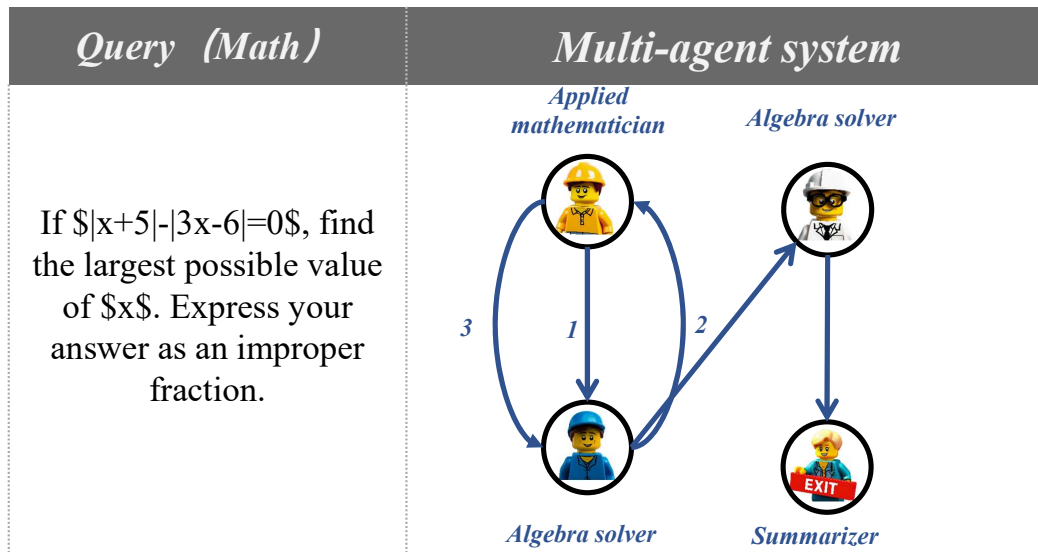 Query (Math)
Multi-agent system
If $|x+5|-|3x-6|=0$, find
the largest possible value
of $x$. Express your
answer as an improper
fraction.
Applied
mathematician
Algebra solver
3
1
2
EXIT
Algebra solver
Summarizer